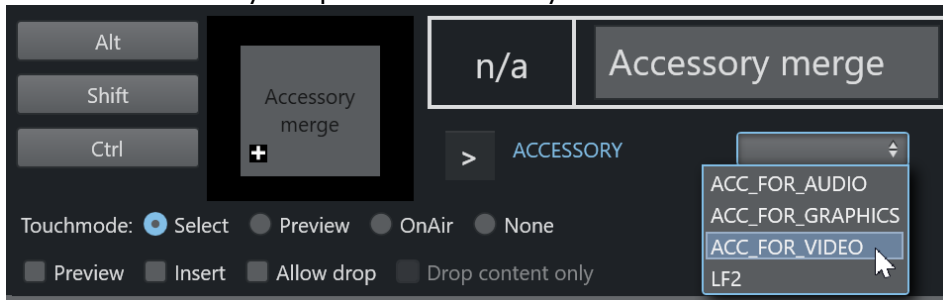 Alt
Shift
Ctrl
Accessory
merge
n/a
Accessory merge
>
ACCESSORY
ACC_FOR_AUDIO
ACC_FOR_GRAPHICS
ACC_FOR_VIDEO
LF2
Touchmode: Select Preview OnAir None
Preview Insert Allow drop Drop content only